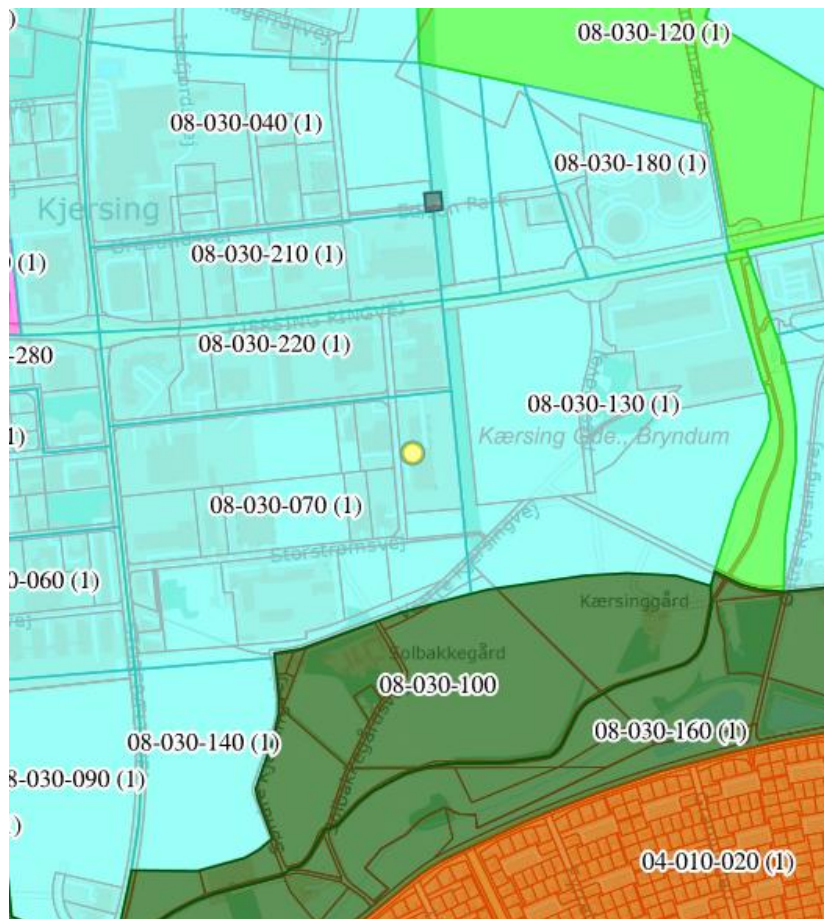 08-030-120 (1)
08-030-040 (1)
08-030-180 (1)
Kjersing
08-030-210 (1)
(1)
KJERSING RINGVEJ
08-030-220 (1)
-280
08-030-130 (1)
Kærsing Gde., Bryndum
1)
08-030-070 (1)
Storstrømsvej
0-060 (1)
Kærsinggård
Solbakkegård
08-030-100
08-030-160 (1)
08-030-140 (1)
8-030-090 (1)
04-010-020 (1)